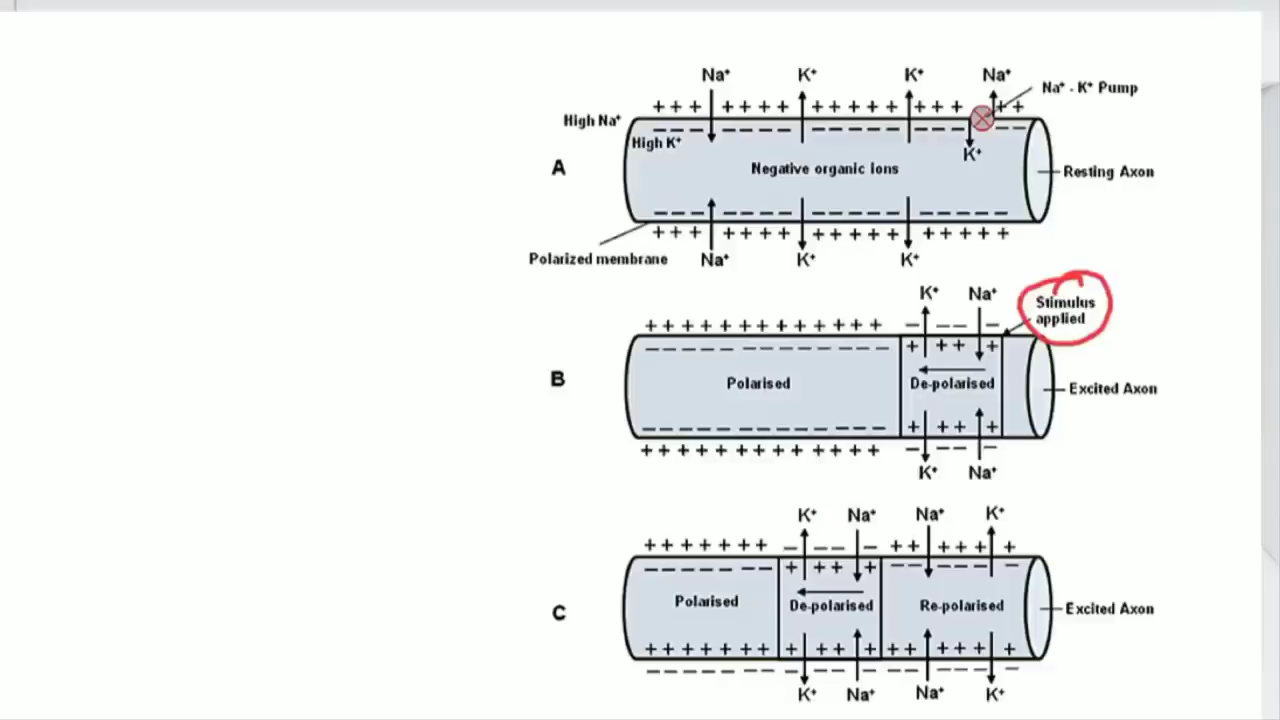 Na⁺ K⁺ K⁺ Na⁺
Na⁺ - K⁺ Pump
+ + + + + + + + + + + + + + + + +
High Na⁺
High K⁺
K⁺
A
Negative organic ions
Resting Axon
+ + + + + + + + + + + + + + + + +
Polarized membrane
Na⁺ K⁺ K⁺
K⁺ Na⁺
Stimulus
applied
+ + + + + + + + + + + + + +
+ + + +
B
Polarised
De-polarised
Excited Axon
+ + + +
+ + + + + + + + + + + + +
K⁺ Na⁺
K⁺ Na⁺ Na⁺ K⁺
+ + + + + + + + + + + + +
+ + + +
C
Polarised
De-polarised
Re-polarised
Excited Axon
+ + + + + + + + + + + + + + + + +
K⁺ Na⁺ Na⁺ K⁺